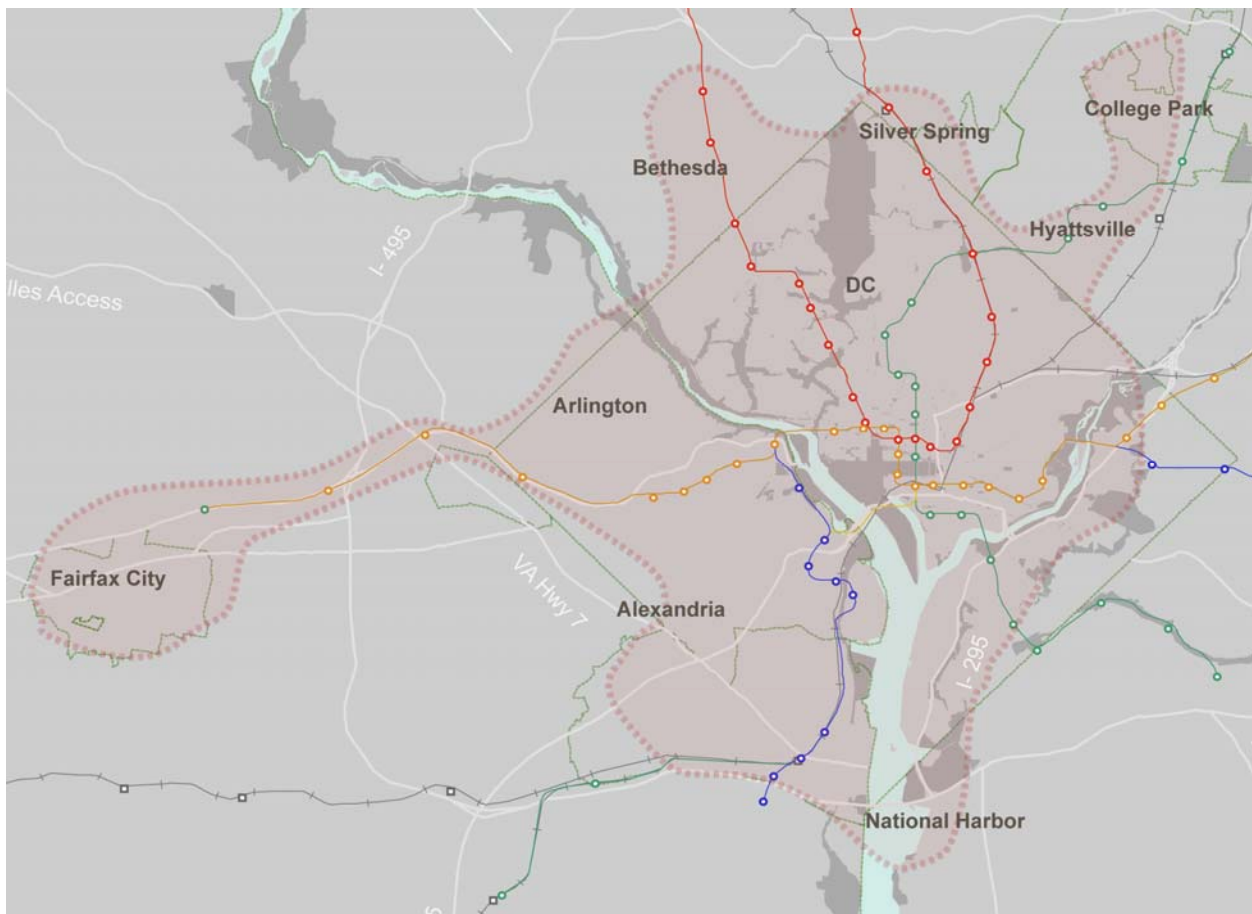 College Park
Silver Spring
Bethesda
Hyattsville
I- 495
DC
lles Access
Arlington
Fairfax City
VA Hwy 7
Alexandria
I- 295
National Harbor